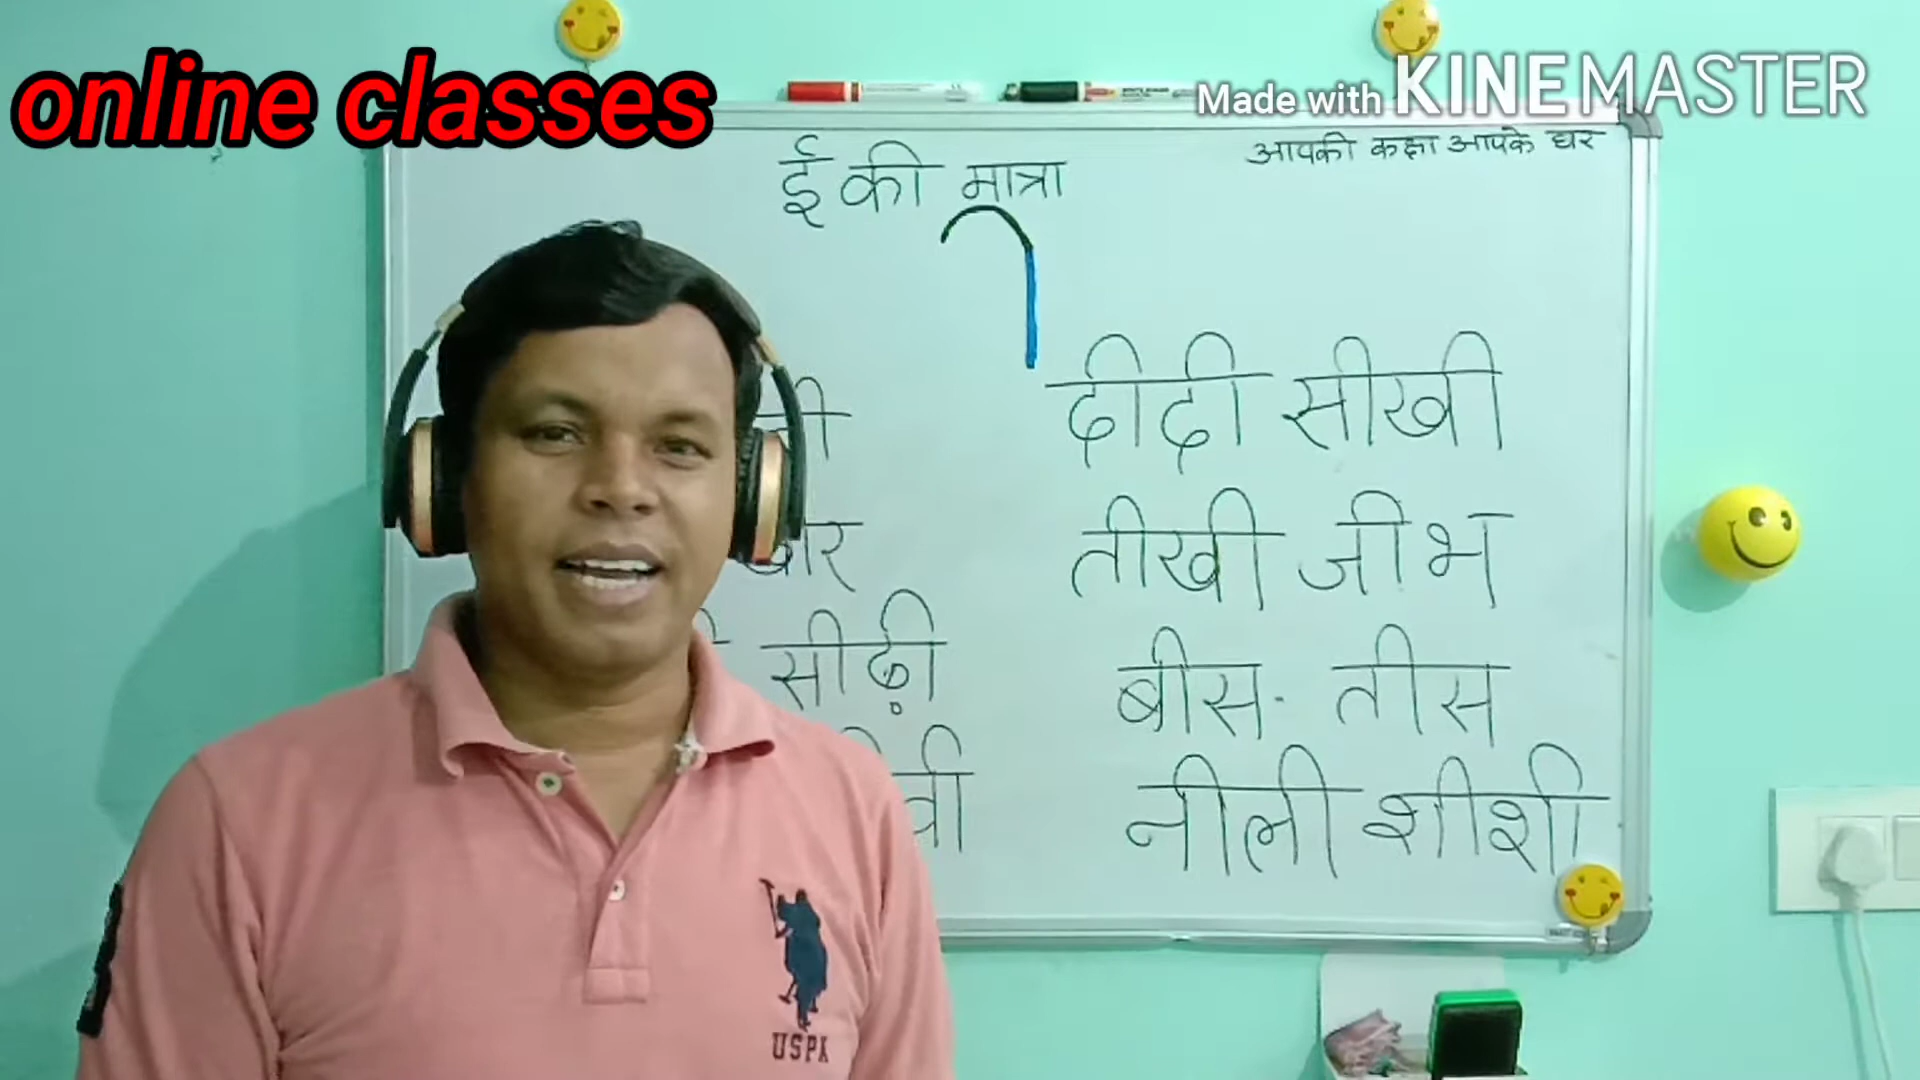 online classes
Made with KINEMASTER
आपकी कक्षा आपके घर
ई की मात्रा
ी
दीदी सीखी
तीखी जीभ
सीढ़ी
बीस - तीस
नीली शीशी
USPA